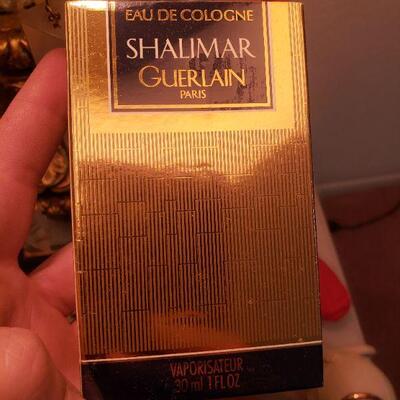 EAU DE COLOGNE
SHALIMAR
GUERLAIN
PARIS
VAPORISATEUR
30 ml 1 FL OZ